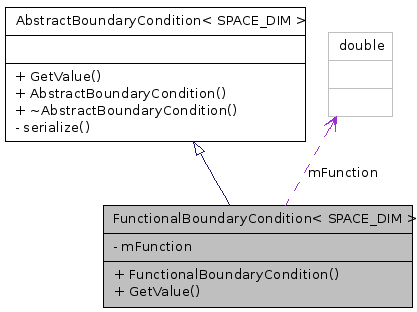 AbstractBoundaryCondition< SPACE_DIM >
+ GetValue()
+ AbstractBoundaryCondition()
+ ~AbstractBoundaryCondition()
- serialize()
double
mFunction
FunctionalBoundaryCondition< SPACE_DIM >
- mFunction
+ FunctionalBoundaryCondition()
+ GetValue()